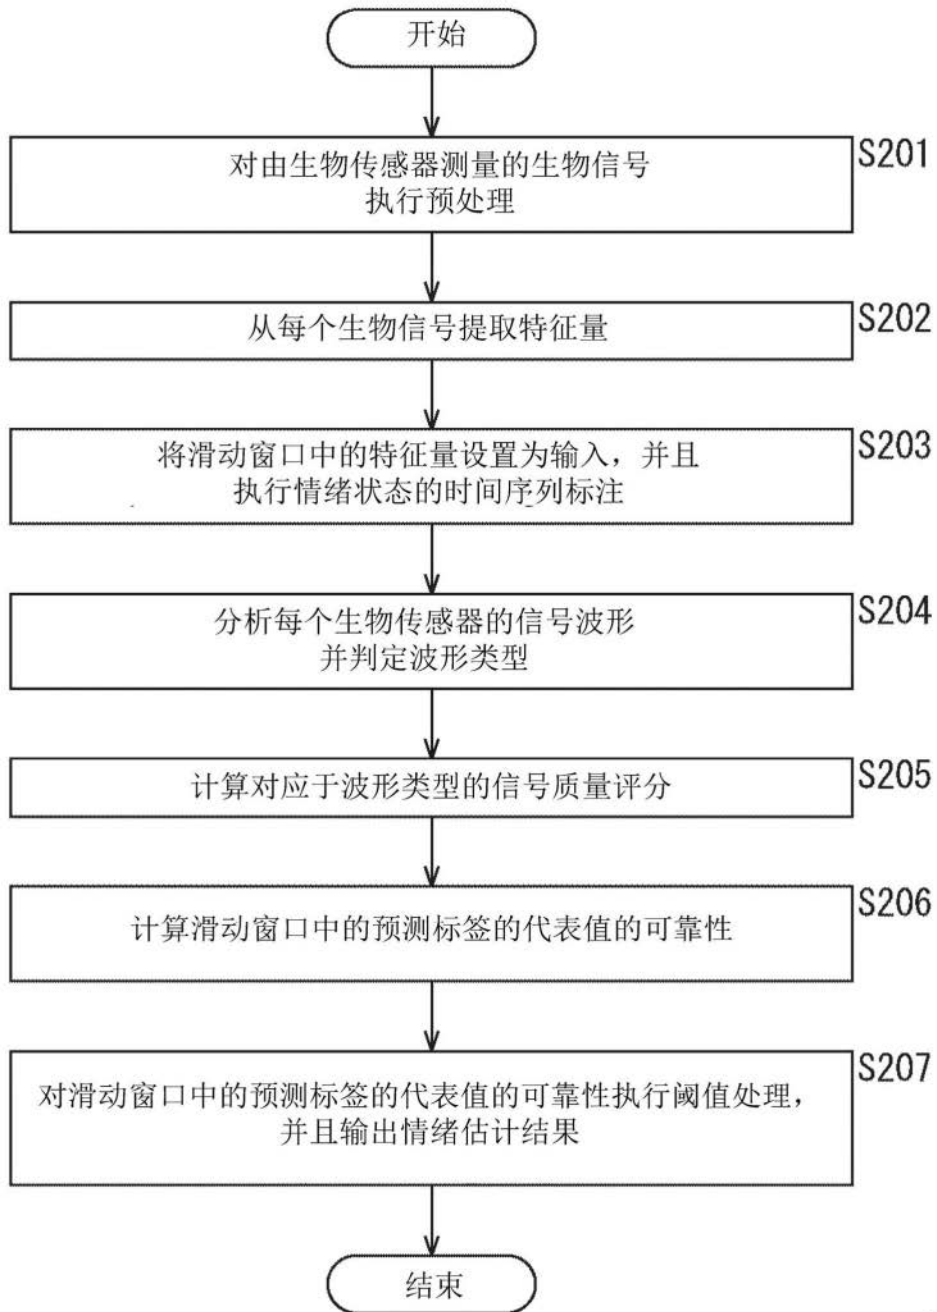 开始
S201
对由生物传感器测量的生物信号
执行预处理
S202
从每个生物信号提取特征量
S203
将滑动窗口中的特征量设置为输入，并且
执行情绪状态的时间序列标注
S204
分析每个生物传感器的信号波形
并判定波形类型
S205
计算对应于波形类型的信号质量评分
S206
计算滑动窗口中的预测标签的代表值的可靠性
S207
对滑动窗口中的预测标签的代表值的可靠性执行阈值处理，
并且输出情绪估计结果
结束